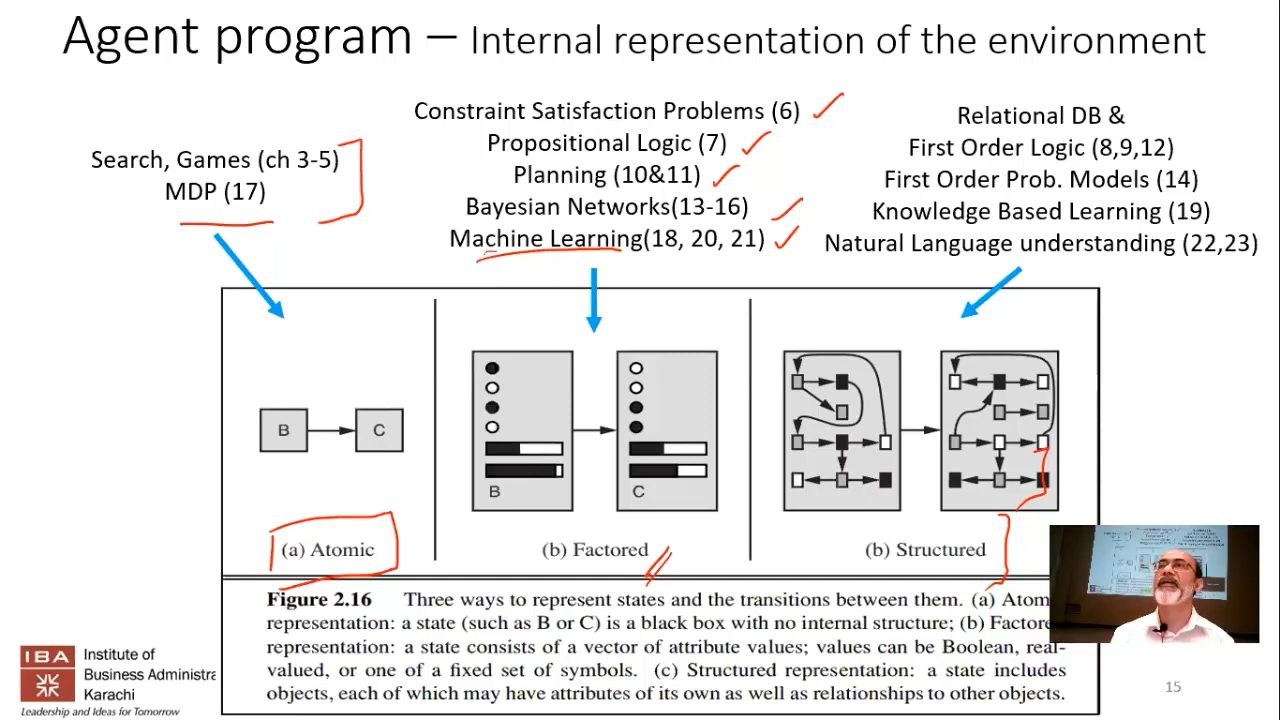 Agent program – Internal representation of the environment
Search, Games (ch 3-5)
MDP (17)
Constraint Satisfaction Problems (6)
Propositional Logic (7)
Planning (10&11)
Bayesian Networks(13-16)
Machine Learning(18, 20, 21)
Relational DB &
First Order Logic (8,9,12)
First Order Prob. Models (14)
Knowledge Based Learning (19)
Natural Language understanding (22,23)
B
C
B
C
(a) Atomic
(b) Factored
(b) Structured
Figure 2.16 Three ways to represent states and the transitions between them. (a) Atom
representation: a state (such as B or C) is a black box with no internal structure; (b) Factore
representation: a state consists of a vector of attribute values; values can be Boolean, real-
valued, or one of a fixed set of symbols. (c) Structured representation: a state includes
objects, each of which may have attributes of its own as well as relationships to other objects.
IBA
Institute of
Business Administra
Karachi
Leadership and Ideas for Tomorrow
15